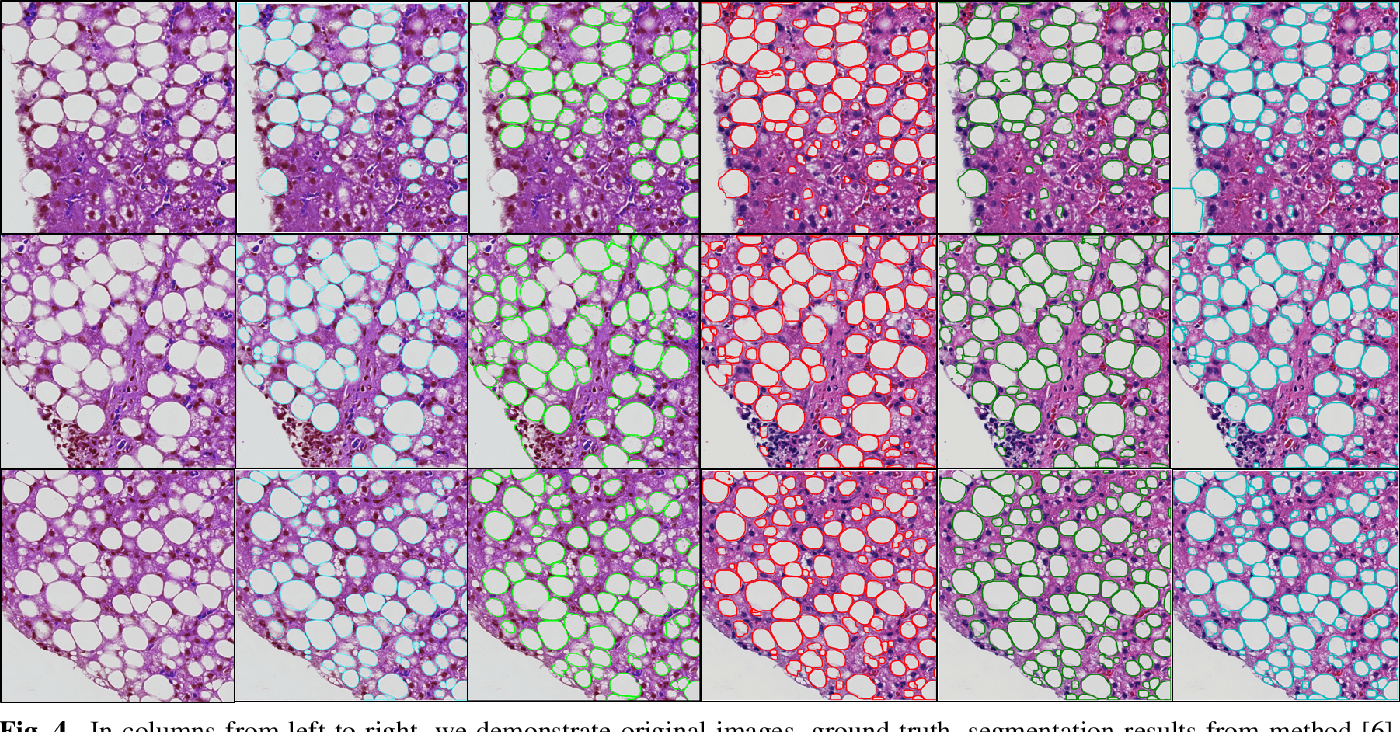 Fig. 4. In columns from left to right, we demonstrate original images, ground truth, segmentation results from method [6]